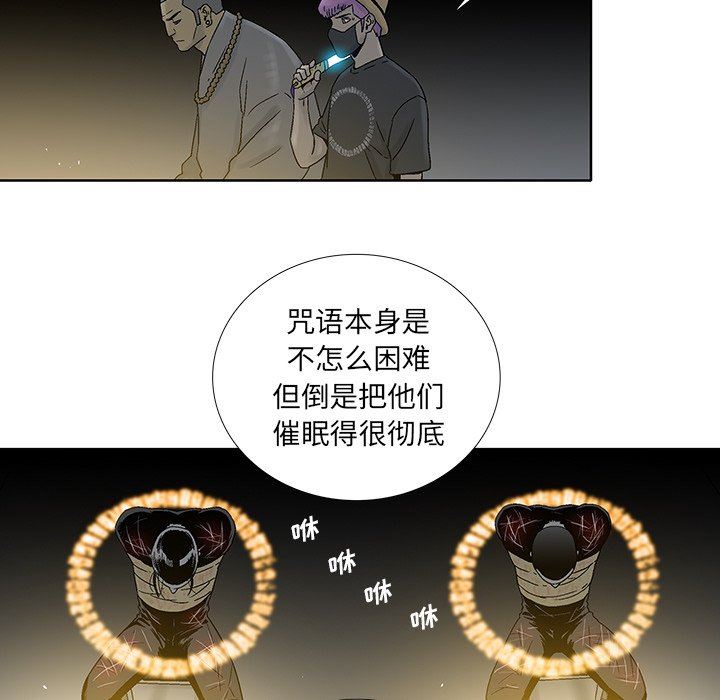 咒语本身是
不怎么困难
但倒是把他们
催眠得很彻底
咻
咻
咻
咻